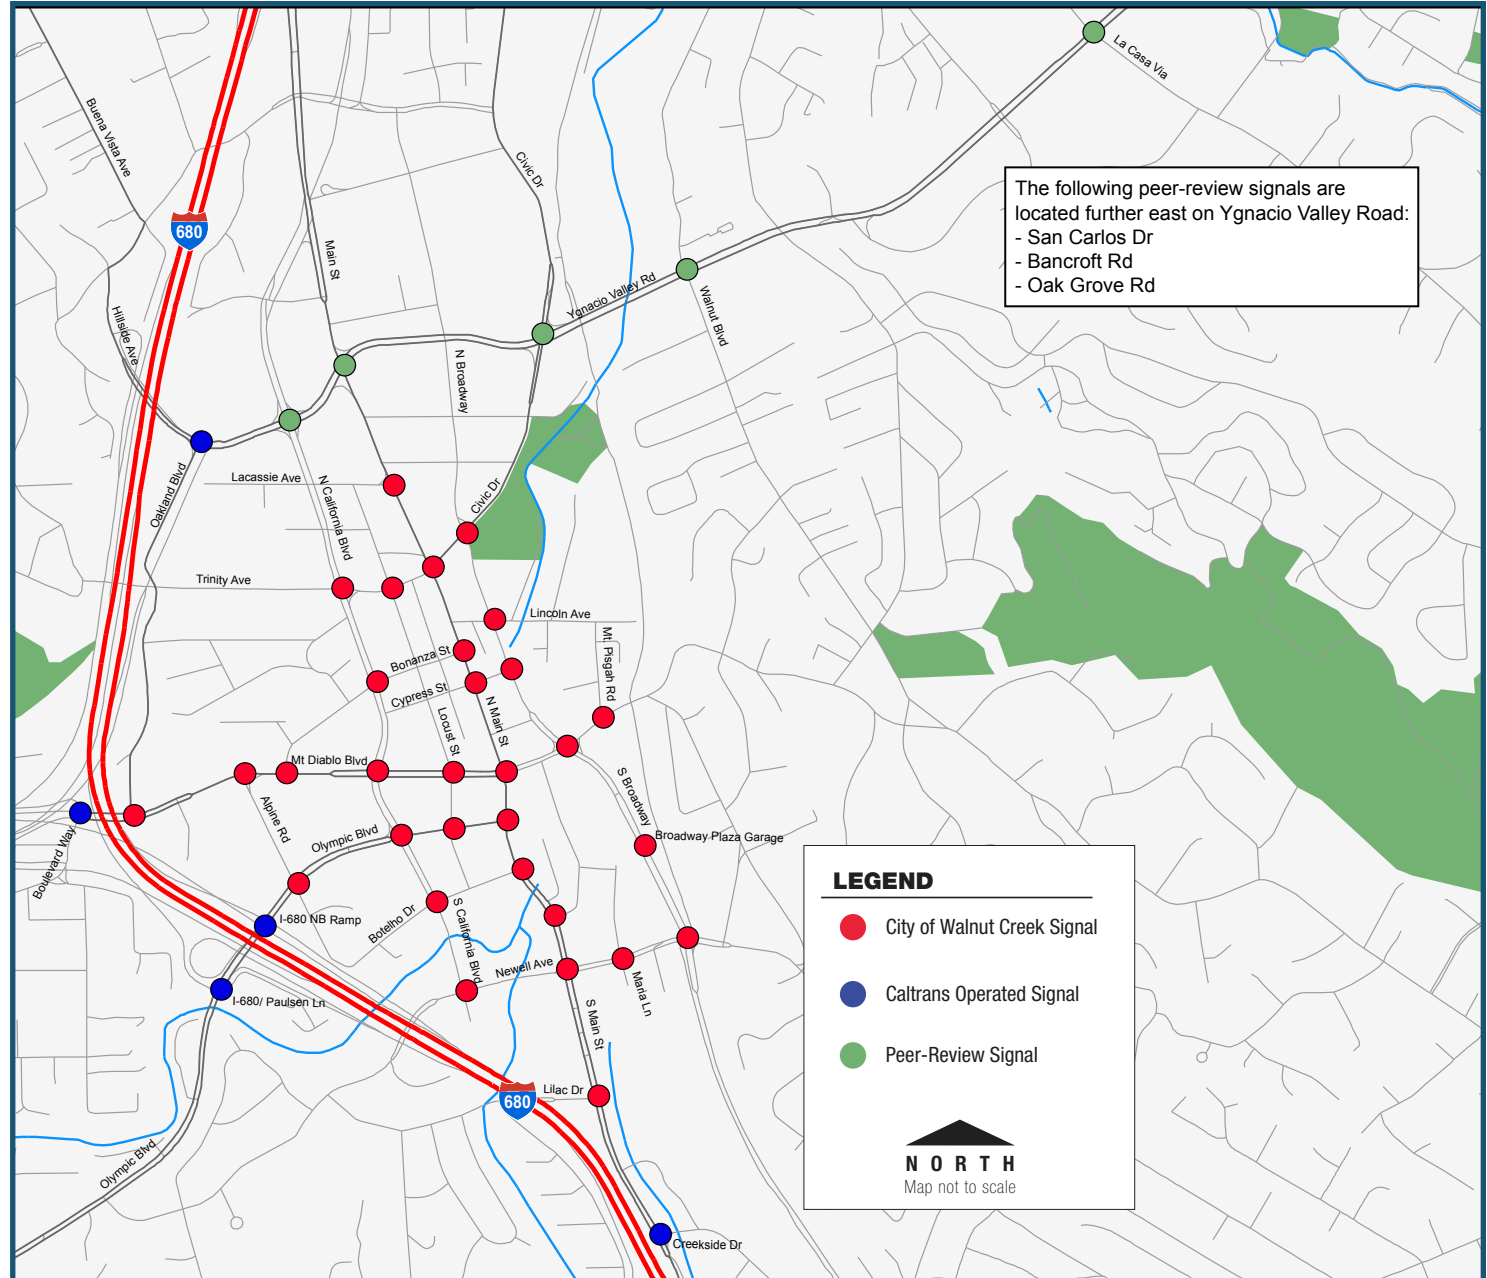 La Casa Via
Buena Vista Ave
Civic Dr
The following peer-review signals are
located further east on Ygnacio Valley Road:
- San Carlos Dr
- Bancroft Rd
- Oak Grove Rd
680
Main St
Ygnacio Valley Rd
Walnut Blvd
Hillside Ave
N Broadway
Lacassie Ave
Oakland Blvd
N California Blvd
Civic Dr
Trinity Ave
Lincoln Ave
Mt. Pisgah Rd
Bonanza St
Cypress St
Locust St
N Main St
Mt Diablo Blvd
S Broadway
Alpine Rd
Olympic Blvd
Broadway Plaza Garage
Boulevard Way
I-680 NB Ramp
Botelho Dr
S California Blvd
Newell Ave
Maria Ln
I-680/ Paulsen Ln
S Main St
680
Lilac Dr
Olympic Blvd
Creekside Dr
LEGEND
City of Walnut Creek Signal
Caltrans Operated Signal
Peer-Review Signal
NORTH
Map not to scale